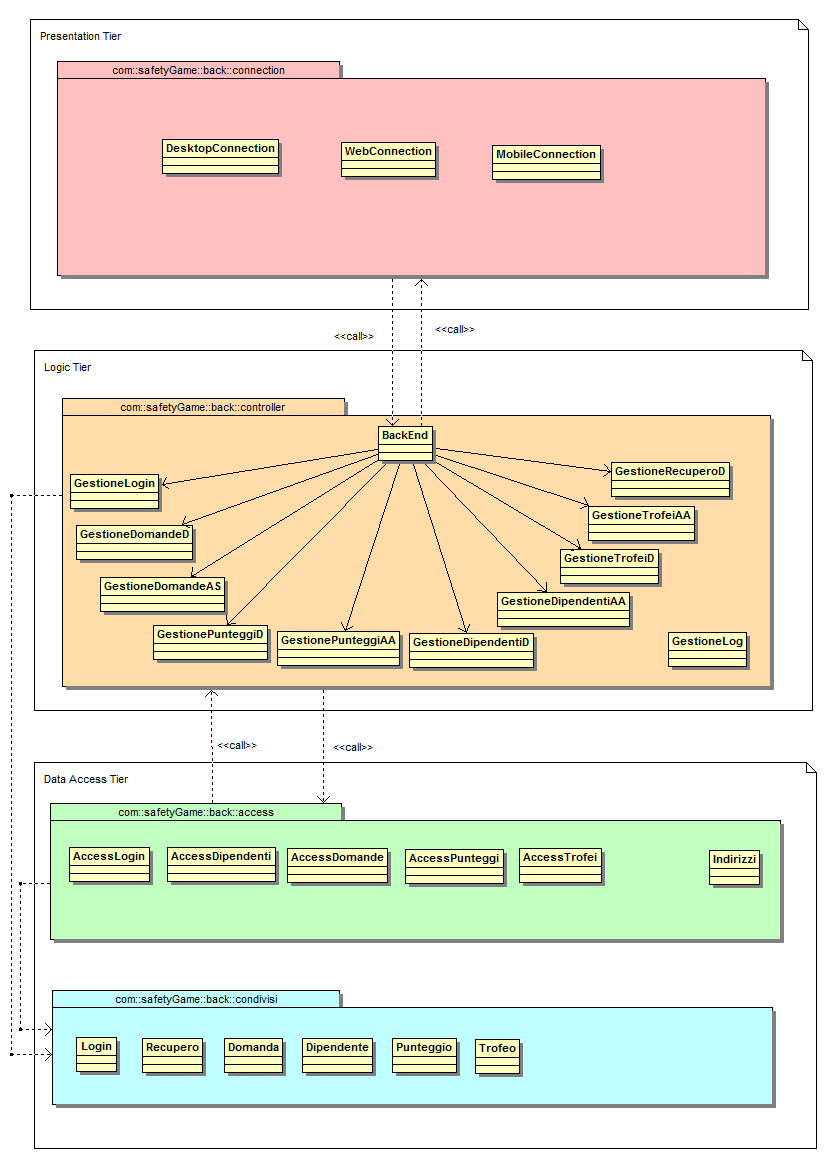 Presentation Tier
com::safetyGame::back::connection
DesktopConnection
WebConnection
MobileConnection
<<call>>
<<call>>
Logic Tier
com::safetyGame::back::controller
BackEnd
GestioneLogin
GestioneRecuperoD
GestioneDomandeD
GestioneTrofeiAA
GestioneDomandeAS
GestioneTrofeiD
GestionePunteggiD
GestionePunteggiAA
GestioneDipendentiD
GestioneDipendentiAA
GestioneLog
<<call>>
<<call>>
Data Access Tier
com::safetyGame::back::access
AccessLogin
AccessDipendenti
AccessDomande
AccessPunteggi
AccessTrofei
Indirizzi
com::safetyGame::back::condivisi
Login
Recupero
Domanda
Dipendente
Punteggio
Trofeo